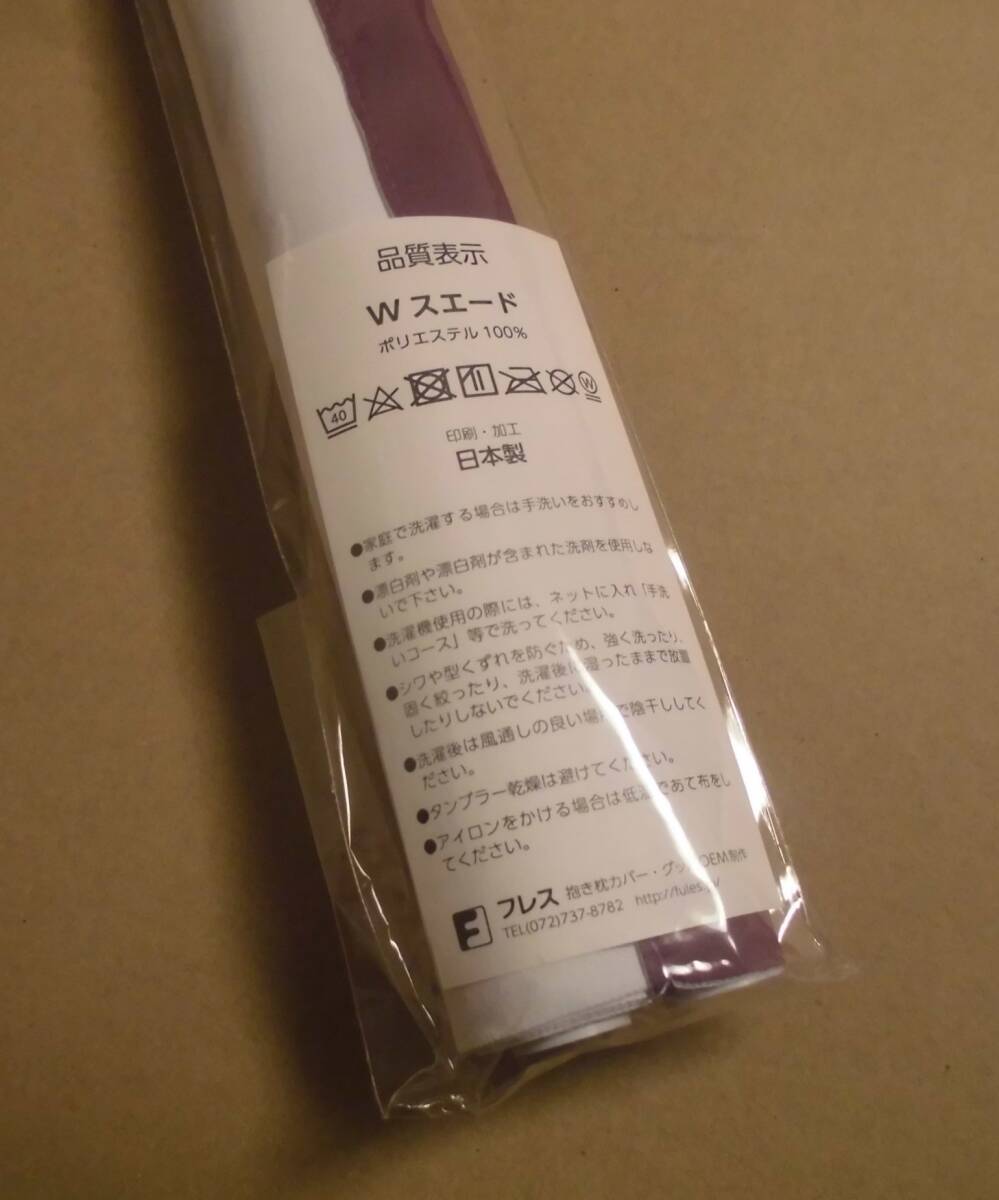 品質表示
W スエード
ポリエステル 100%
40
W
印刷・加工
日本製
●家庭で洗濯する場合は手洗いをおすすめし
ます。
●漂白剤や漂白剤が含まれた洗剤を使用しな
いで下さい。
●洗濯機使用の際には、ネットに入れ「手洗
いコース」等で洗ってください。
●シワや型くずれを防ぐため、強く洗ったり、
固く絞ったり、洗濯後に湿ったままで放置
したりしないでください。
●洗濯後は風通しの良い場所で陰干ししてく
ださい。
●タンブラー乾燥は避けてください。
●アイロンをかける場合は低温であて布をし
てください。
フレス 抱き枕カバー・グッズOEM制作
TEL(072)737-8782